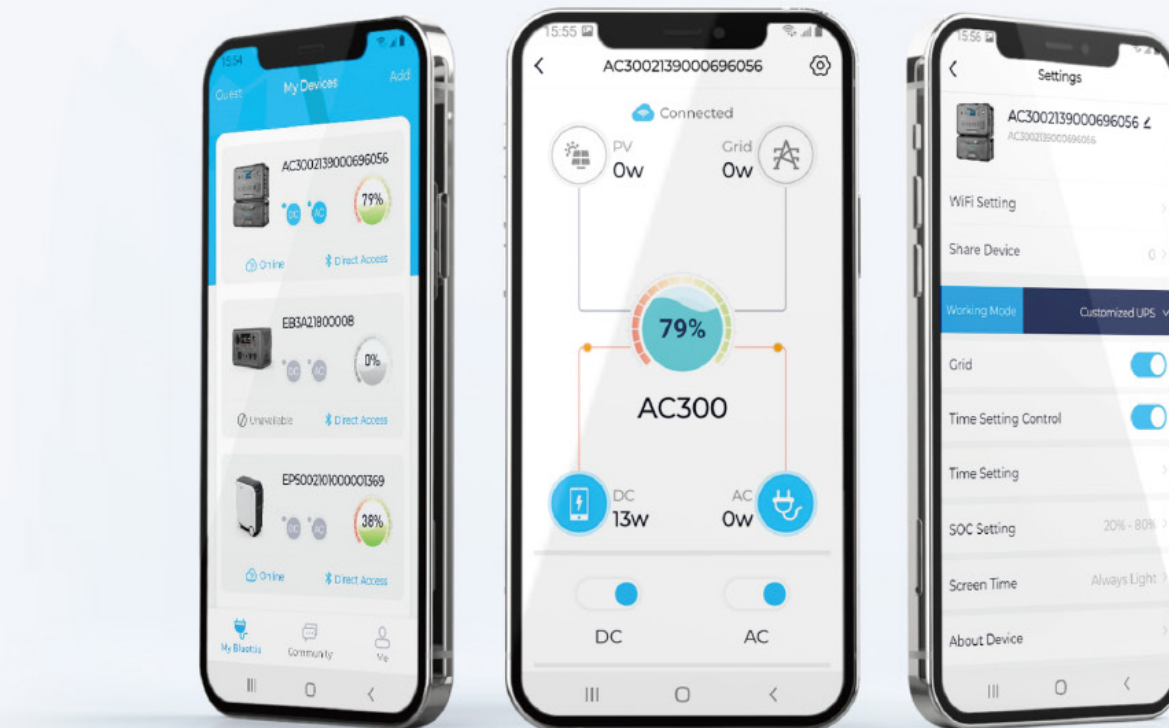 15:54
Guest
My Devices
Add
AC3002139000696056
DC AC
79%
Online
Direct Access
EB3A21800008
DC AC
0%
Unavailable
Direct Access
EP5002101000001369
DC AC
38%
Online
Direct Access
My Bluettis
Community
Me
15:55
AC3002139000696056
Connected
PV
0w
Grid
0w
79%
AC300
DC
13w
AC
0w
DC
AC
15:56
Settings
AC3002139000696056
AC3002139000696056
WiFi Setting
Share Device
0
Working Mode
Customized UPS
Grid
Time Setting Control
Time Setting
SOC Setting
20% - 80%
Screen Time
Always Light
About Device